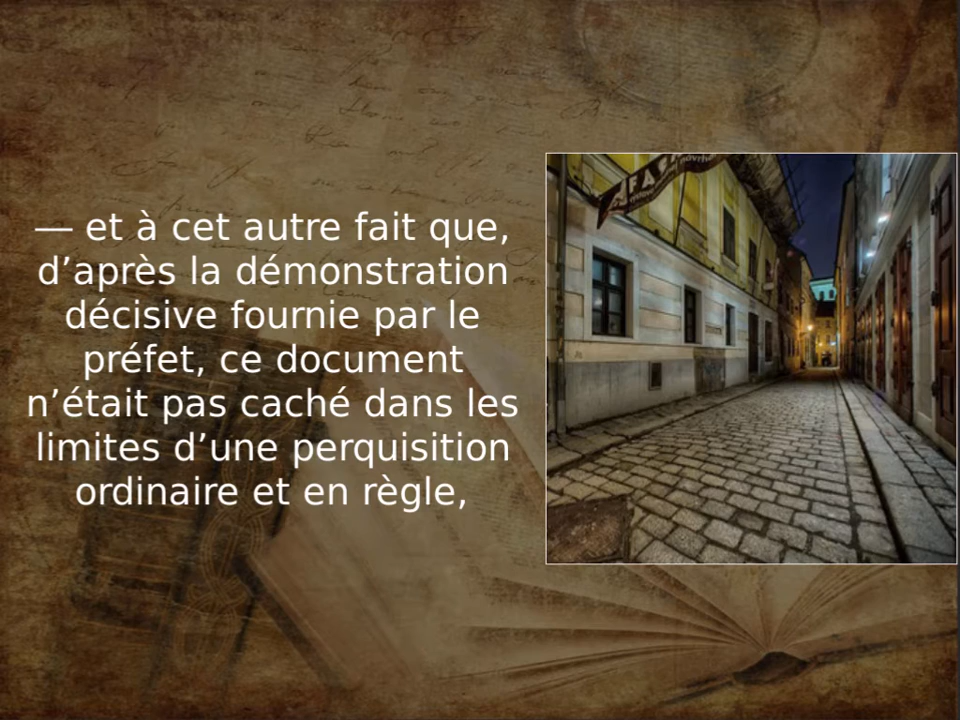 — et à cet autre fait que,
d’après la démonstration
décisive fournie par le
préfet, ce document
n’était pas caché dans les
limites d’une perquisition
ordinaire et en règle,